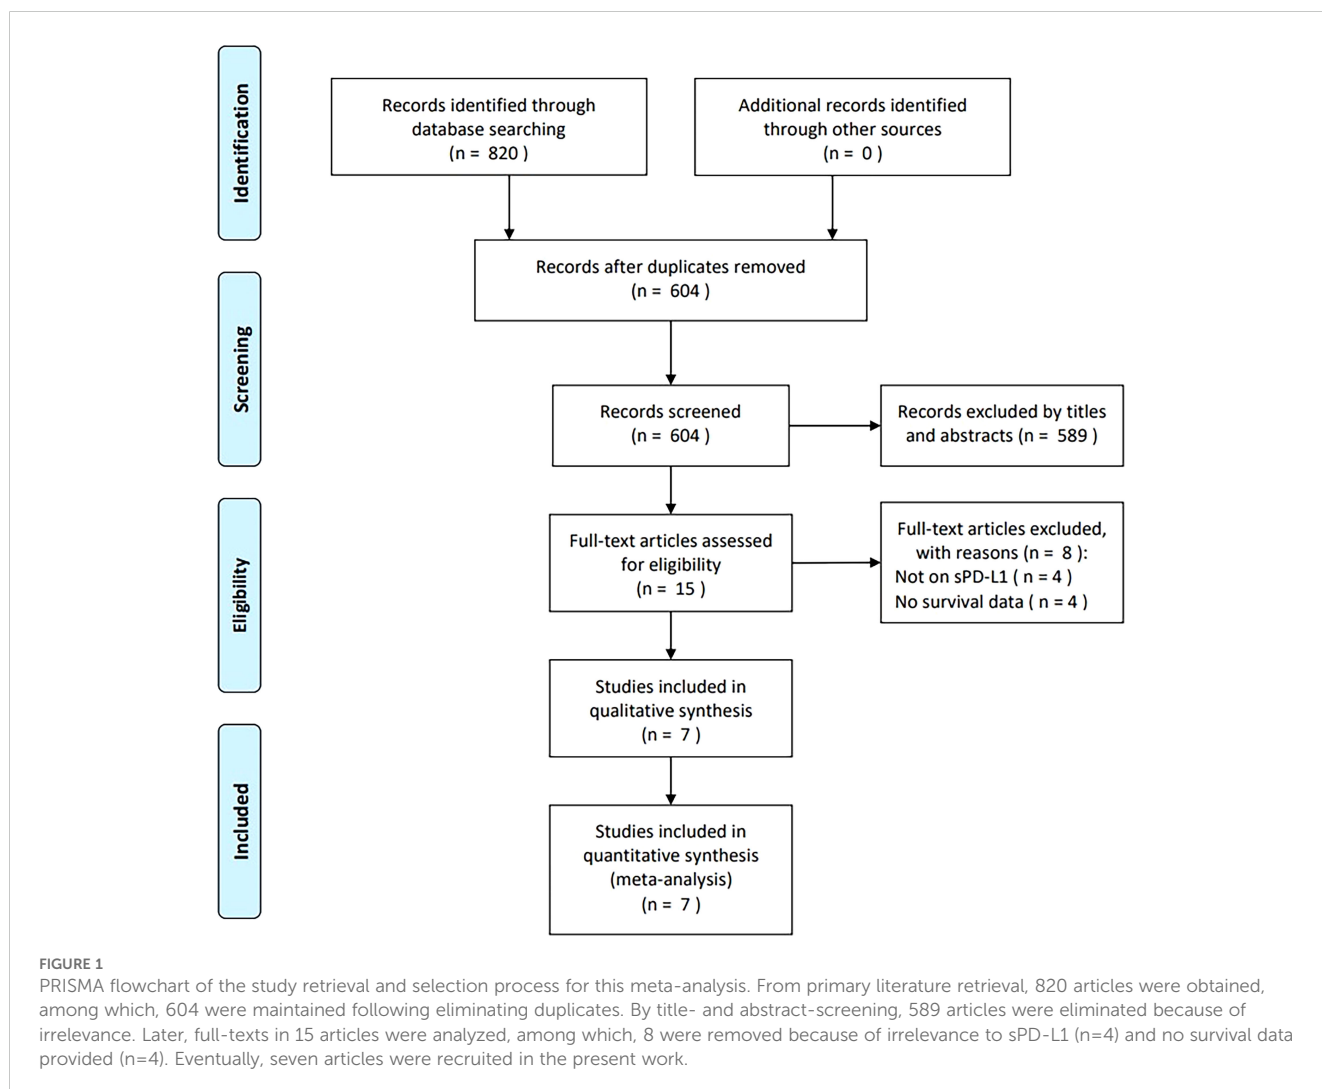 Identification
Records identified through
database searching
(n = 820 )
Additional records identified
through other sources
(n = 0 )
Screening
Records after duplicates removed
(n = 604 )
Records screened
(n = 604 )
Records excluded by titles
and abstracts (n = 589 )
Eligibility
Full-text articles assessed
for eligibility
(n = 15 )
Full-text articles excluded,
with reasons (n = 8 ):
Not on sPD-L1 ( n = 4 )
No survival data ( n = 4 )
Studies included in
qualitative synthesis
(n = 7 )
Included
Studies included in
quantitative synthesis
(meta-analysis)
(n = 7 )
FIGURE 1
PRISMA flowchart of the study retrieval and selection process for this meta-analysis. From primary literature retrieval, 820 articles were obtained,
among which, 604 were maintained following eliminating duplicates. By title- and abstract-screening, 589 articles were eliminated because of
irrelevance. Later, full-texts in 15 articles were analyzed, among which, 8 were removed because of irrelevance to sPD-L1 (n=4) and no survival data
provided (n=4). Eventually, seven articles were recruited in the present work.